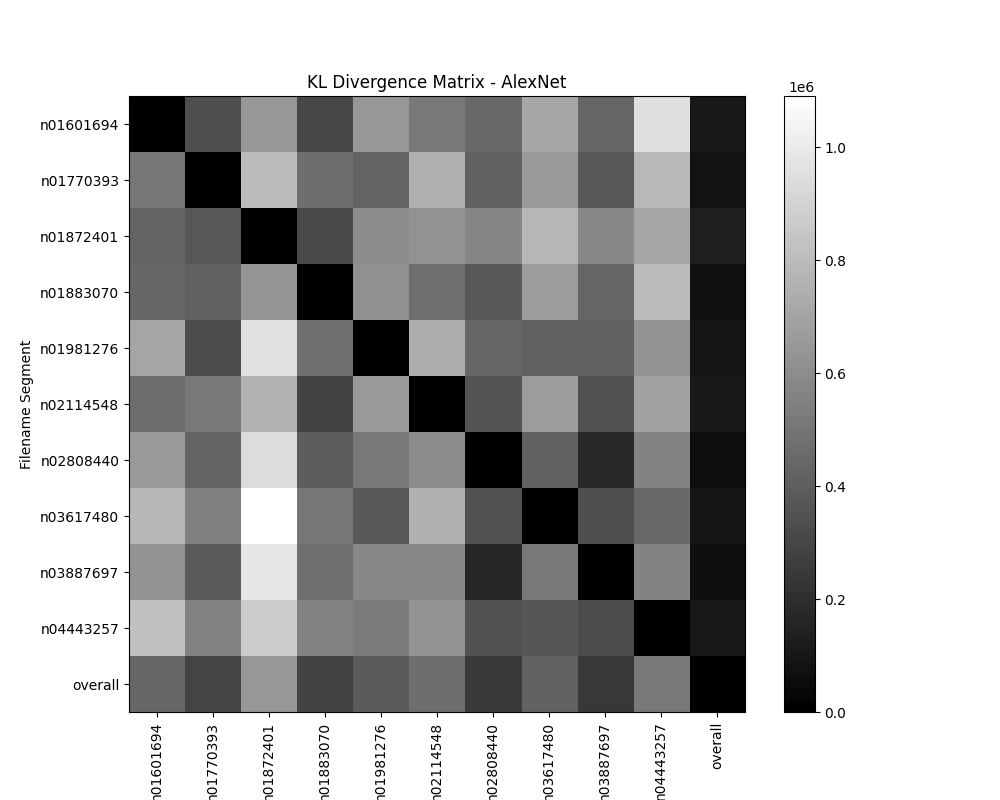 KL Divergence Matrix - AlexNet
1e6
n01601694
n01770393
n01872401
n01883070
n01981276
n02114548
n02808440
n03617480
n03887697
n04443257
overall
Filename Segment
n01601694
n01770393
n01872401
n01883070
n01981276
n02114548
n02808440
n03617480
n03887697
n04443257
overall
1.0
0.8
0.6
0.4
0.2
0.0